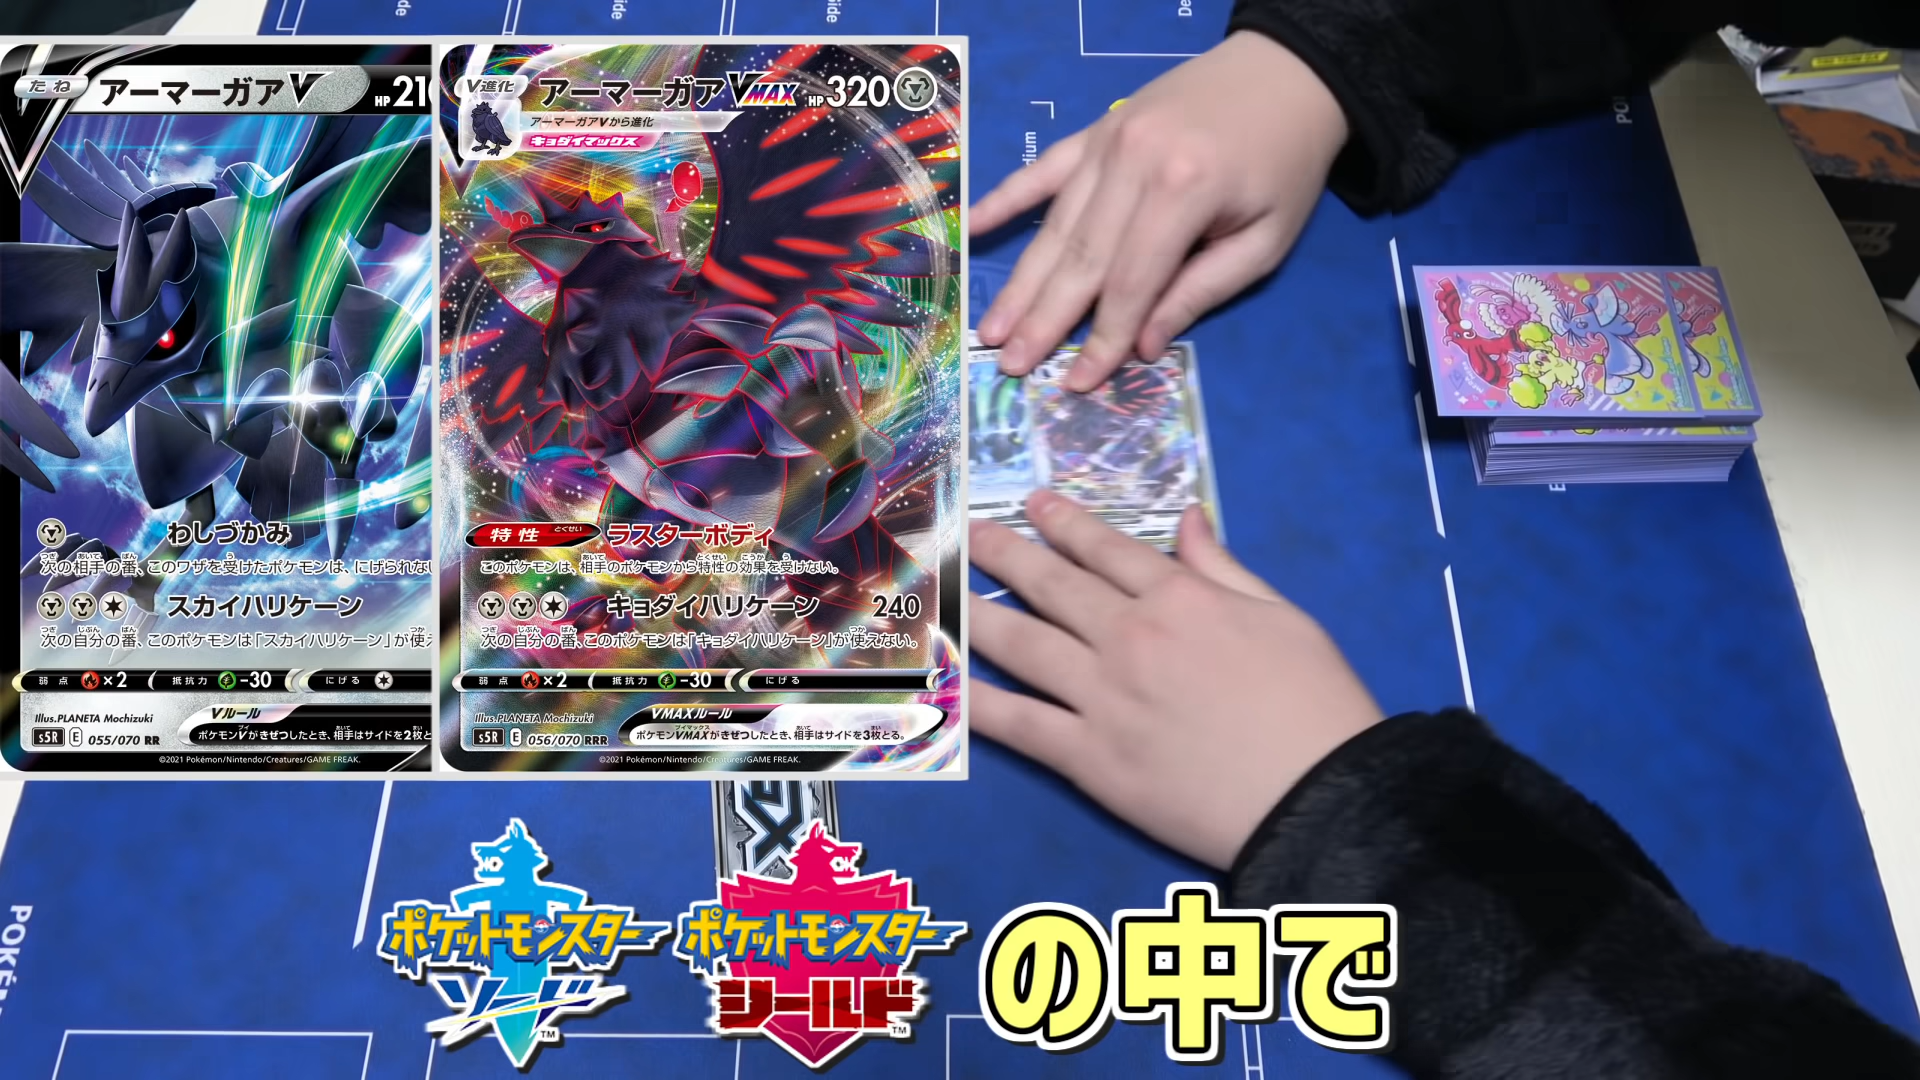 たね アーマーガアV HP 21
わしづかみ
次の相手の番、このワザを受けたポケモンは、にげられな
スカイハリケーン
次の自分の番、このポケモンは「スカイハリケーン」が使
弱点 ×2 抵抗力 -30 にげる
Illus.PLANETA Mochizuki
Vルール
ポケモンVがきぜつしたとき、相手はサイドを2枚と
s5R E 055/070 RR
©2021 Pokémon/Nintendo/Creatures/GAME FREAK.
V進化 アーマーガアVMAX HP 320
アーマーガアVから進化
キョダイマックス
特性 とくせい ラスターボディ
このポケモンは、相手のポケモンから特性の効果を受けない。
キョダイハリケーン 240
次の自分の番、このポケモンは「キョダイハリケーン」が使えない。
弱点 ×2 抵抗力 -30 にげる
Illus.PLANETA Mochizuki
VMAXルール
ポケモンVMAXがきぜつしたとき、相手はサイドを3枚とる。
s5R E 056/070 RRR
©2021 Pokémon/Nintendo/Creatures/GAME FREAK.
ポケットモンスター
ソード
TM
ポケットモンスター
シールド
TM
の中で
POKÉ